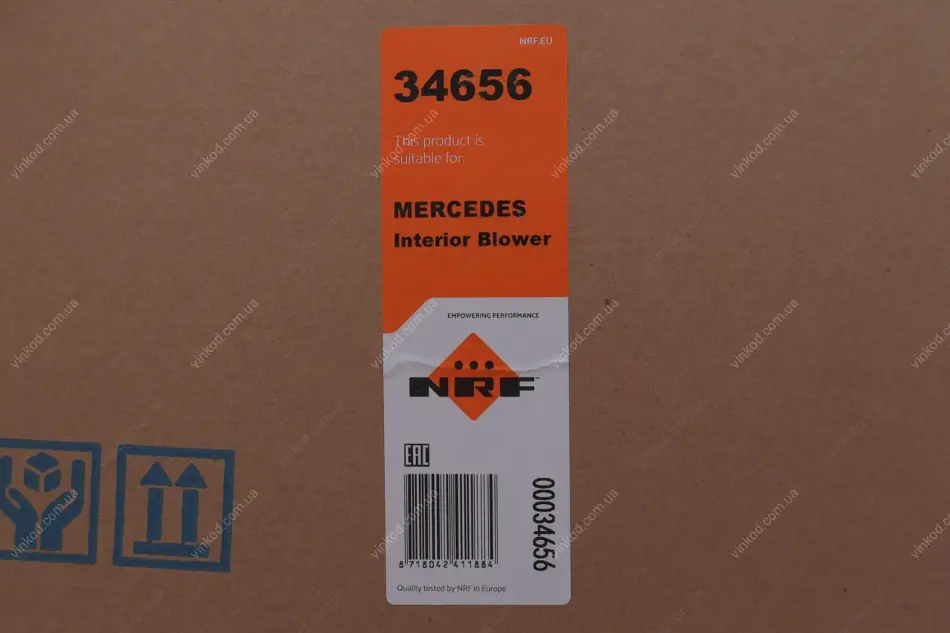 NRF.EU
34656
This product is
suitable for:
MERCEDES
Interior Blower
EMPOWERING PERFORMANCE
NRF™
EAC
8 718042 411884
00034656
Quality tested by NRF in Europe
vinkod.com.ua